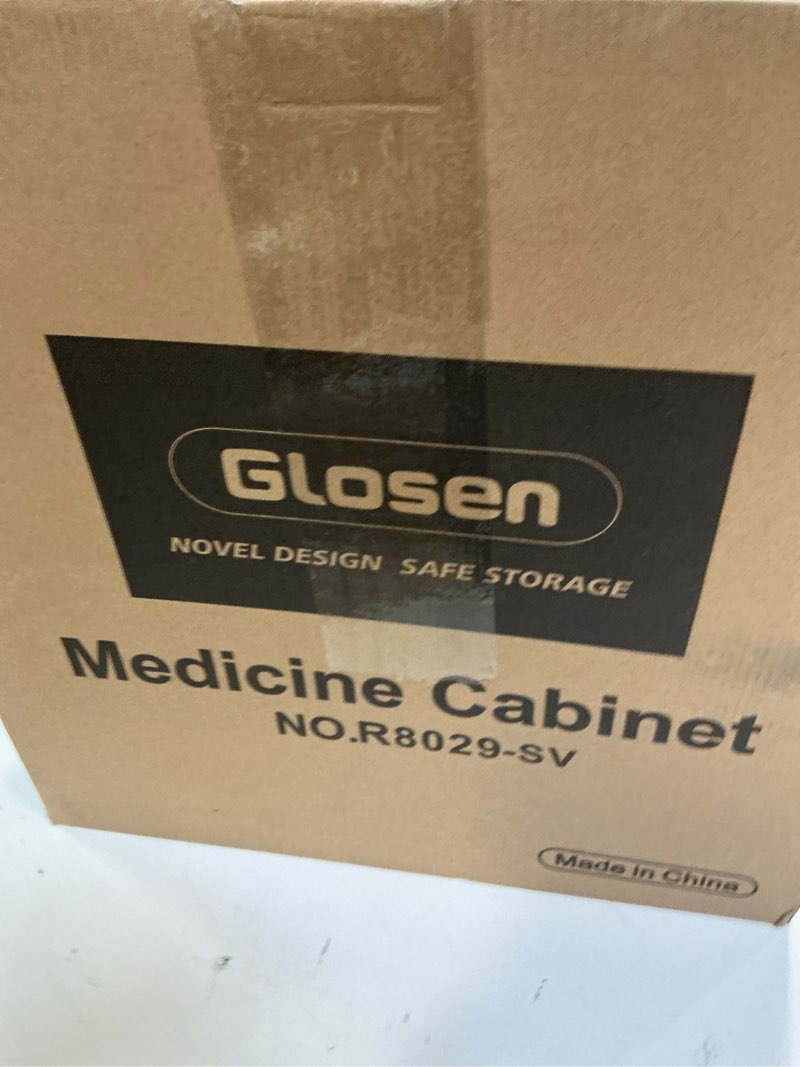 Glosen
NOVEL DESIGN SAFE STORAGE
Medicine Cabinet
NO.R8029-SV
Made in China